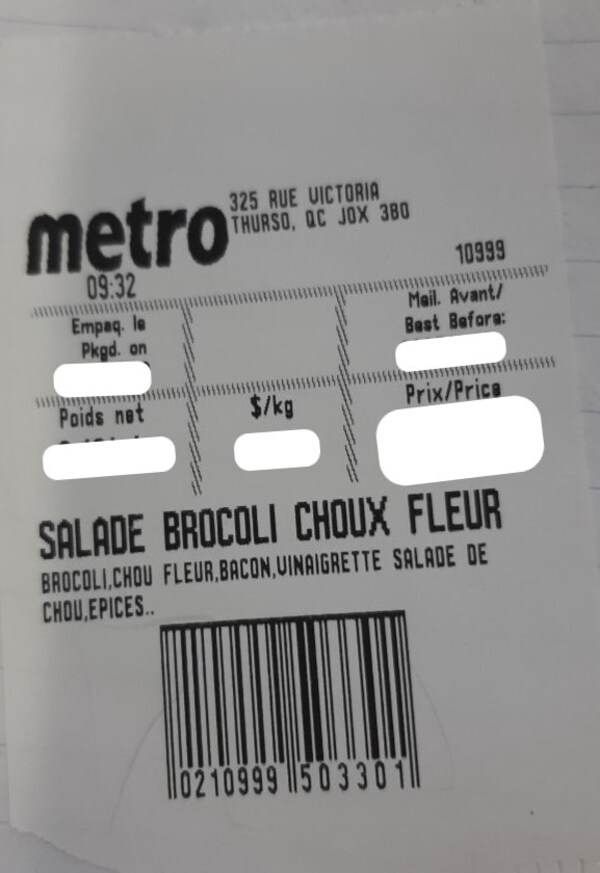 metro
325 RUE VICTORIA
THURSO, QC J0X 3B0
09:32
10999
Empaq. le
Pkgd. on
Meil. Avant/
Best Before:
Poids net
$/kg
Prix/Price
SALADE BROCOLI CHOUX FLEUR
BROCOLI,CHOU FLEUR,BACON,VINAIGRETTE SALADE DE
CHOU,EPICES..
0210999 503301